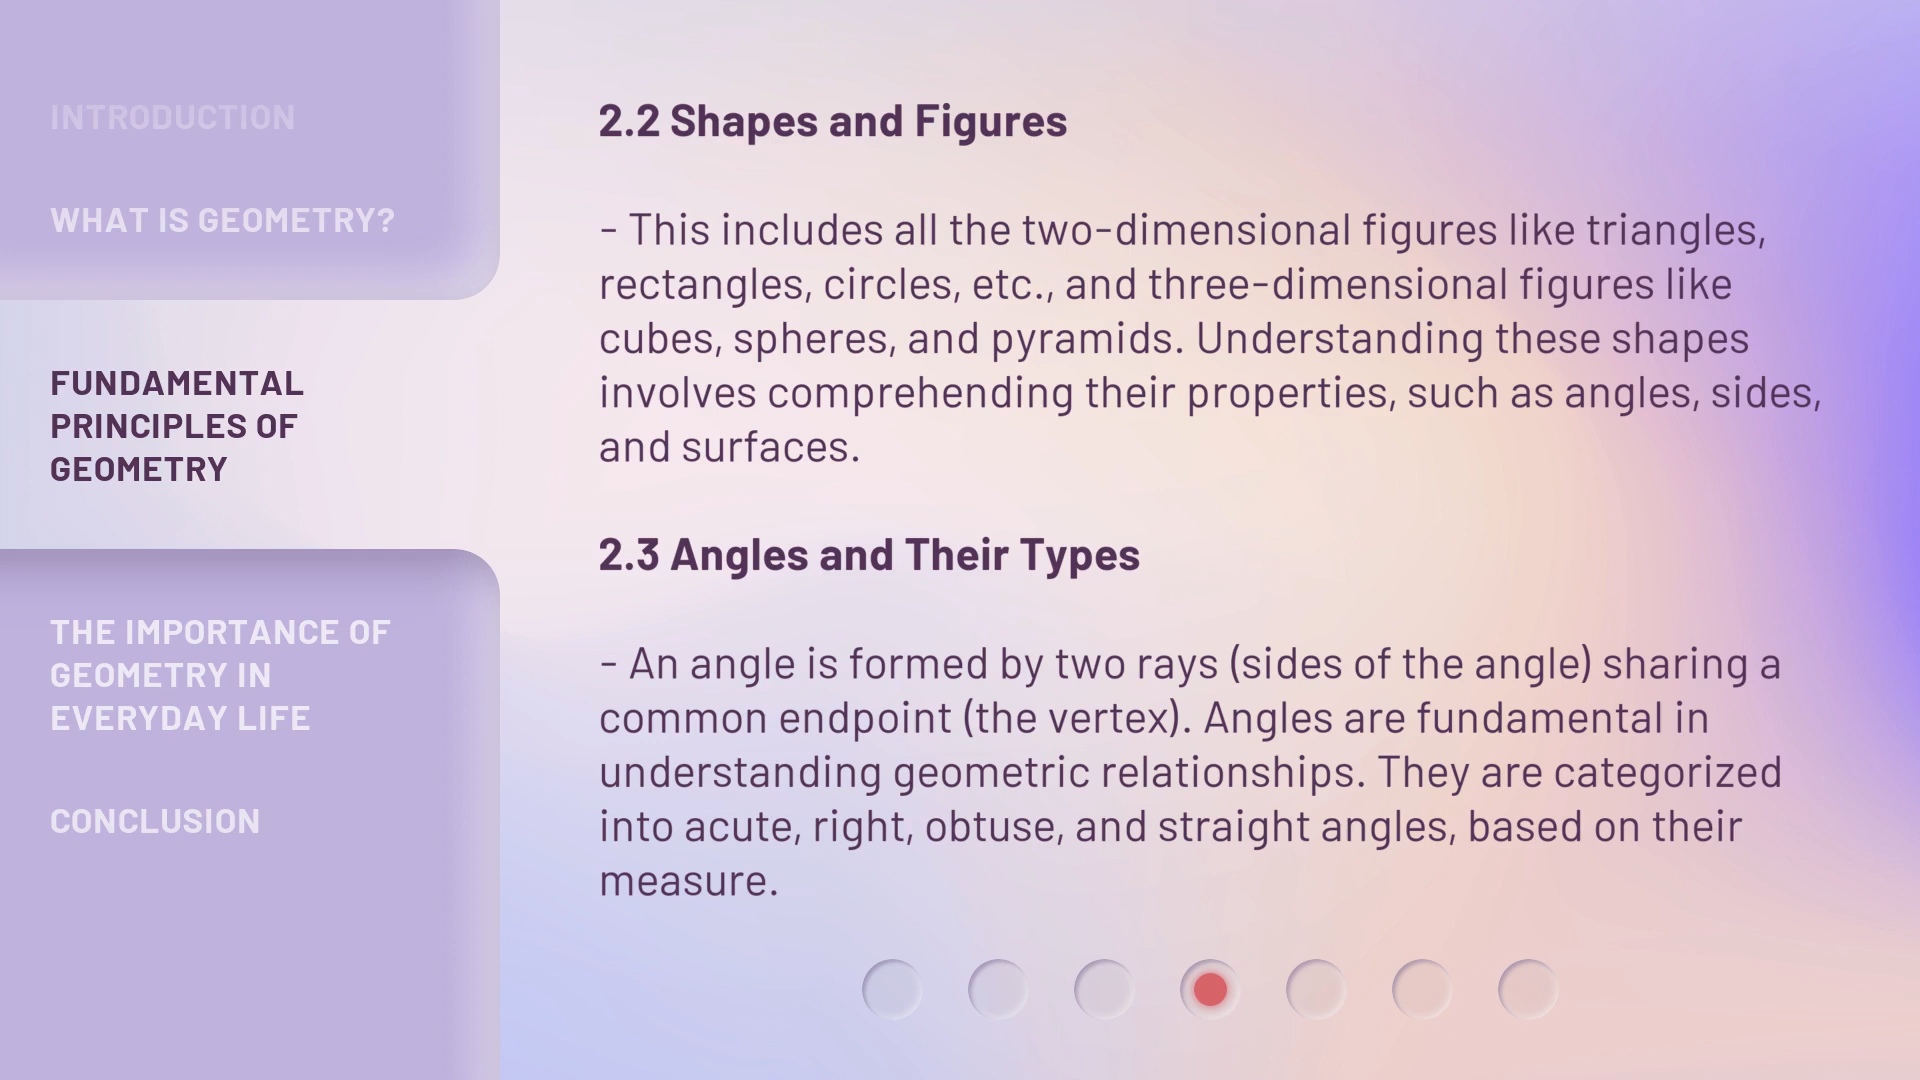 INTRODUCTION
WHAT IS GEOMETRY?
FUNDAMENTAL
PRINCIPLES OF
GEOMETRY
THE IMPORTANCE OF
GEOMETRY IN
EVERYDAY LIFE
CONCLUSION
2.2 Shapes and Figures
- This includes all the two-dimensional figures like triangles,
rectangles, circles, etc., and three-dimensional figures like
cubes, spheres, and pyramids. Understanding these shapes
involves comprehending their properties, such as angles, sides,
and surfaces.
2.3 Angles and Their Types
- An angle is formed by two rays (sides of the angle) sharing a
common endpoint (the vertex). Angles are fundamental in
understanding geometric relationships. They are categorized
into acute, right, obtuse, and straight angles, based on their
measure.